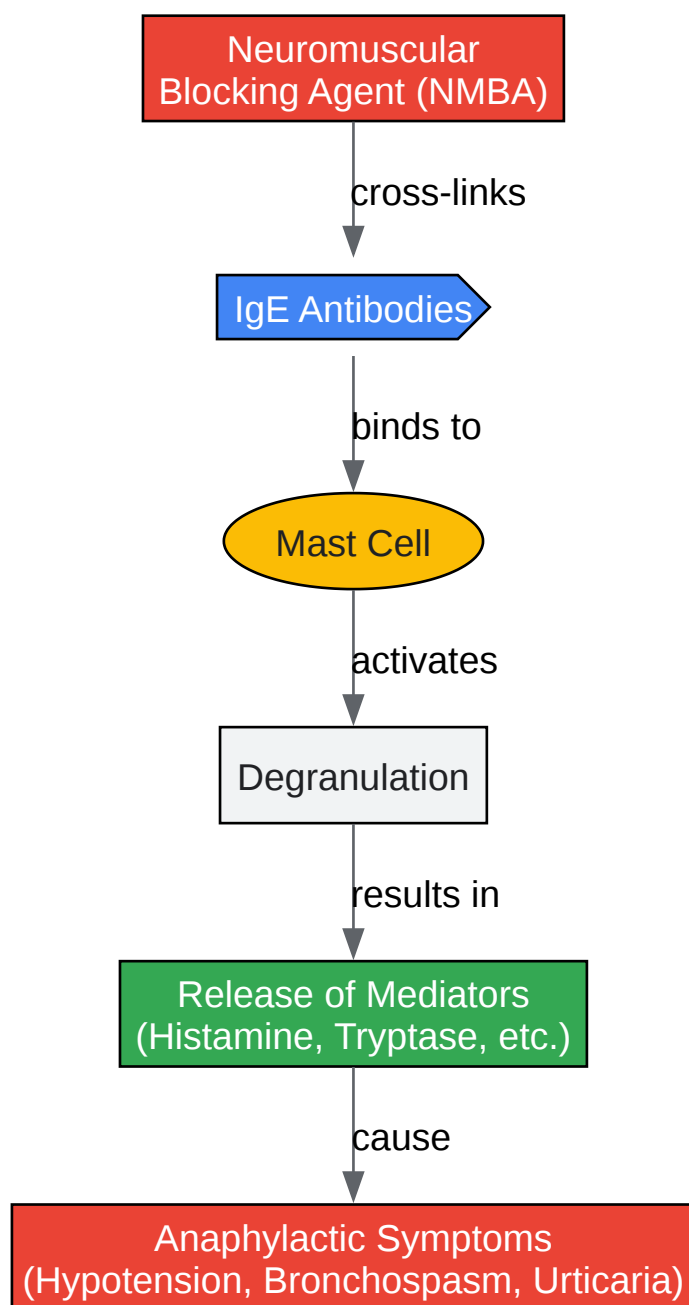 Neuromuscular
Blocking Agent (NMBA)
cross-links
IgE Antibodies
binds to
Mast Cell
activates
Degranulation
results in
Release of Mediators
(Histamine, Tryptase, etc.)
cause
Anaphylactic Symptoms
(Hypotension, Bronchospasm, Urticaria)